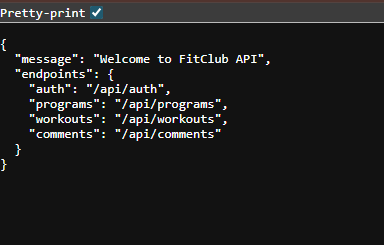 Pretty-print
{
  "message": "Welcome to FitClub API",
  "endpoints": {
    "auth": "/api/auth",
    "programs": "/api/programs",
    "workouts": "/api/workouts",
    "comments": "/api/comments"
  }
}